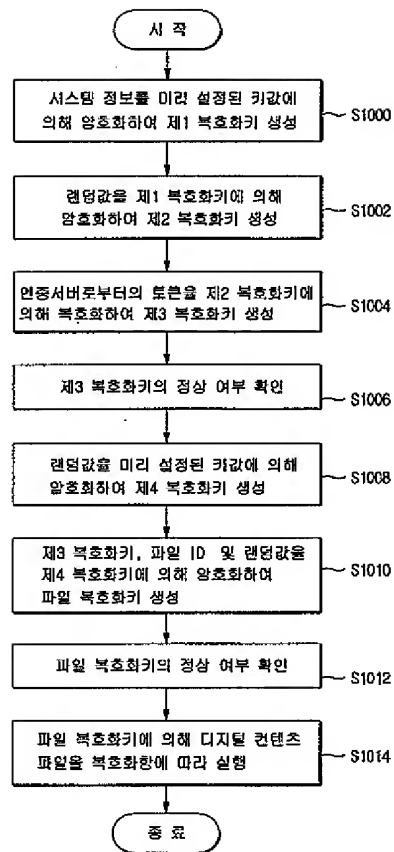 시 작
시스템 정보를 미리 설정된 키값에
의해 암호화하여 제1 복호화키 생성
S1000
랜덤값을 제1 복호화키에 의해
암호화하여 제2 복호화키 생성
S1002
인증서버로부터의 토큰을 제2 복호화키에
의해 복호화하여 제3 복호화키 생성
S1004
제3 복호화키의 정상 여부 확인
S1006
랜덤값을 미리 설정된 키값에 의해
암호화하여 제4 복호화키 생성
S1008
제3 복호화키, 파일 ID 및 랜덤값을
제4 복호화키에 의해 암호화하여
파일 복호화키 생성
S1010
파일 복호화키의 정상 여부 확인
S1012
파일 복호화키에 의해 디지털 컨텐츠
파일을 복호화함에 따라 실행
S1014
종 료